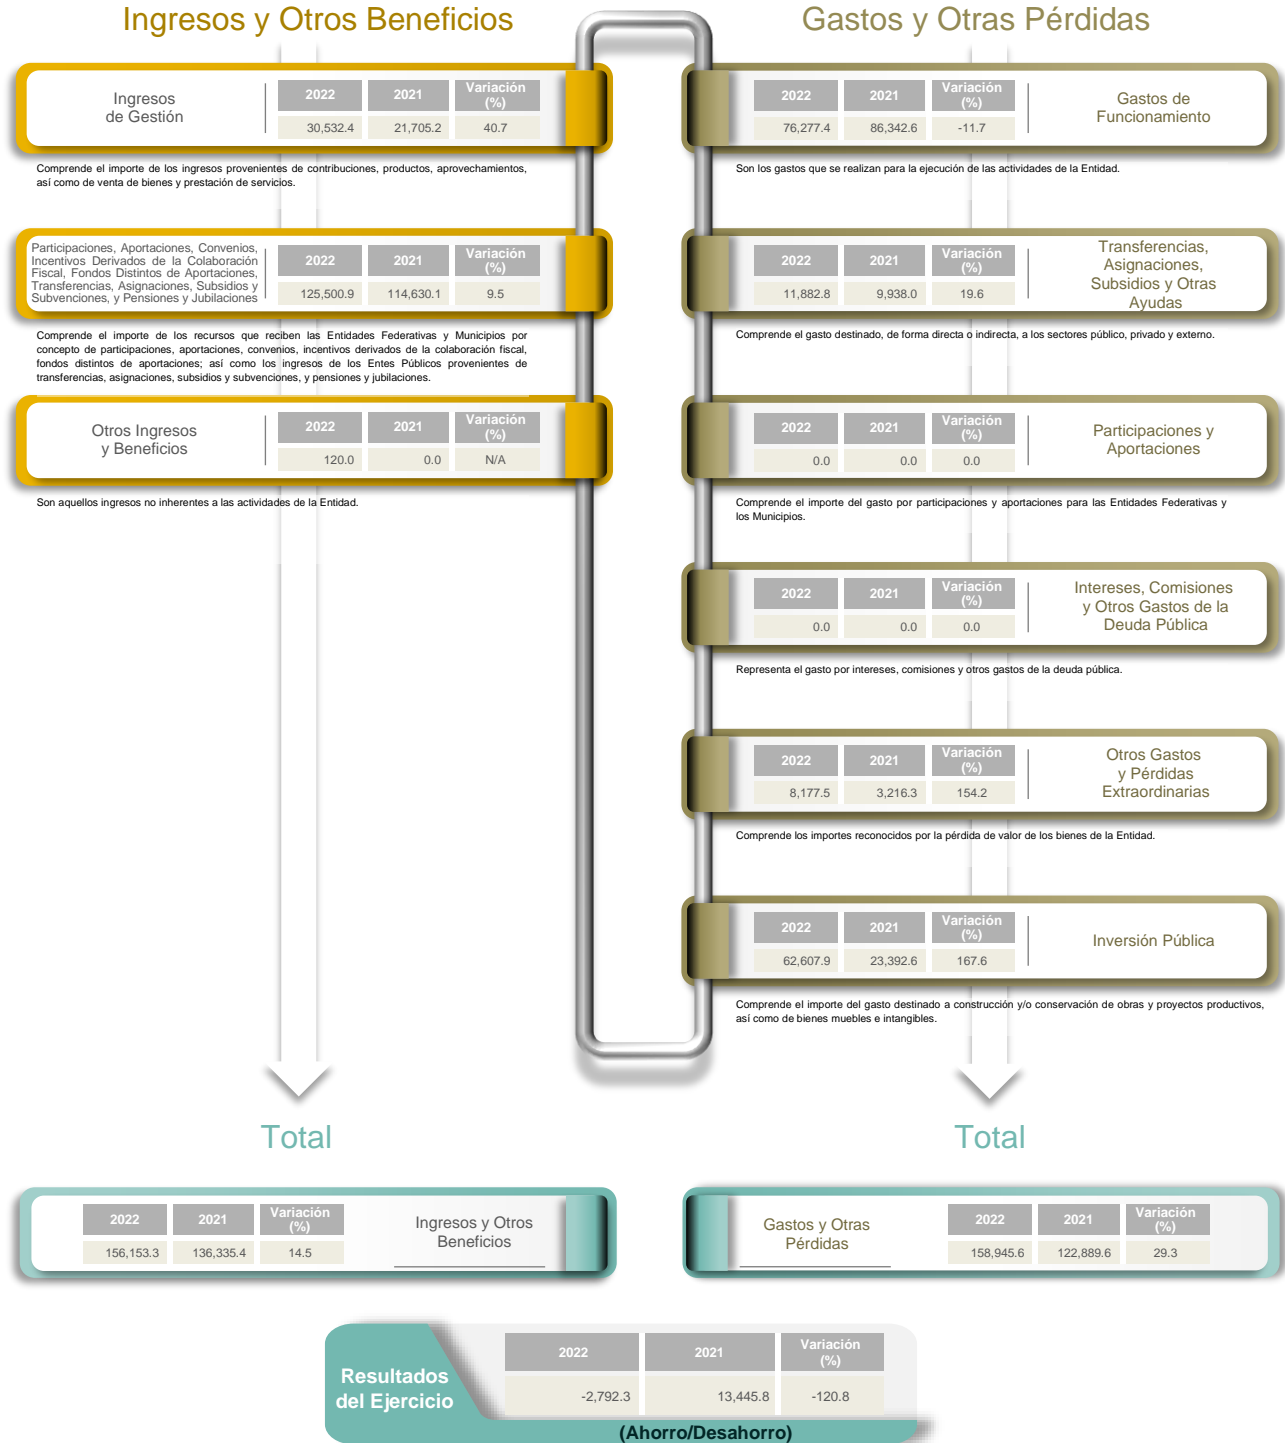 Ingresos y Otros Beneficios
Ingresos
de Gestión
2022 2021 Variación (%)
30,532.4 21,705.2 40.7
Comprende el importe de los ingresos provenientes de contribuciones, productos, aprovechamientos,
así como de venta de bienes y prestación de servicios.
Participaciones, Aportaciones, Convenios,
Incentivos Derivados de la Colaboración
Fiscal, Fondos Distintos de Aportaciones,
Transferencias, Asignaciones, Subsidios y
Subvenciones, y Pensiones y Jubilaciones
2022 2021 Variación (%)
125,500.9 114,630.1 9.5
Comprende el importe de los recursos que reciben las Entidades Federativas y Municipios por
concepto de participaciones, aportaciones, convenios, incentivos derivados de la colaboración fiscal,
fondos distintos de aportaciones; así como los ingresos de los Entes Públicos provenientes de
transferencias, asignaciones, subsidios y subvenciones, y pensiones y jubilaciones.
Otros Ingresos
y Beneficios
2022 2021 Variación (%)
120.0 0.0 N/A
Son aquellos ingresos no inherentes a las actividades de la Entidad.
Total
2022 2021 Variación (%)
156,153.3 136,335.4 14.5
Ingresos y Otros
Beneficios
Gastos y Otras Pérdidas
2022 2021 Variación (%)
76,277.4 86,342.6 -11.7
Gastos de
Funcionamiento
Son los gastos que se realizan para la ejecución de las actividades de la Entidad.
2022 2021 Variación (%)
11,882.8 9,938.0 19.6
Transferencias,
Asignaciones,
Subsidios y Otras
Ayudas
Comprende el gasto destinado, de forma directa o indirecta, a los sectores público, privado y externo.
2022 2021 Variación (%)
0.0 0.0 0.0
Participaciones y
Aportaciones
Comprende el importe del gasto por participaciones y aportaciones para las Entidades Federativas y
los Municipios.
2022 2021 Variación (%)
0.0 0.0 0.0
Intereses, Comisiones
y Otros Gastos de la
Deuda Pública
Representa el gasto por intereses, comisiones y otros gastos de la deuda pública.
2022 2021 Variación (%)
8,177.5 3,216.3 154.2
Otros Gastos
y Pérdidas
Extraordinarias
Comprende los importes reconocidos por la pérdida de valor de los bienes de la Entidad.
2022 2021 Variación (%)
62,607.9 23,392.6 167.6
Inversión Pública
Comprende el importe del gasto destinado a construcción y/o conservación de obras y proyectos productivos,
así como de bienes muebles e intangibles.
Total
Gastos y Otras
Pérdidas
2022 2021 Variación (%)
158,945.6 122,889.6 29.3
Resultados
del Ejercicio
2022 2021 Variación (%)
-2,792.3 13,445.8 -120.8
(Ahorro/Desahorro)